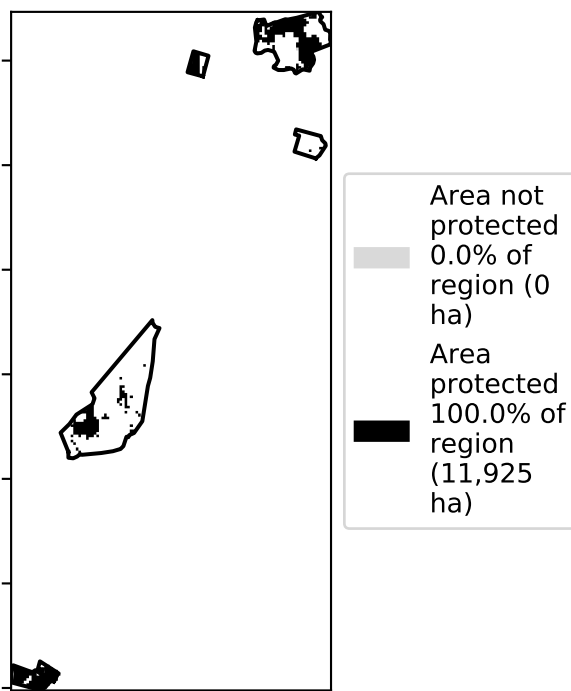 Area not
protected
0.0% of
region (0
ha)
Area
protected
100.0% of
region
(11,925
ha)